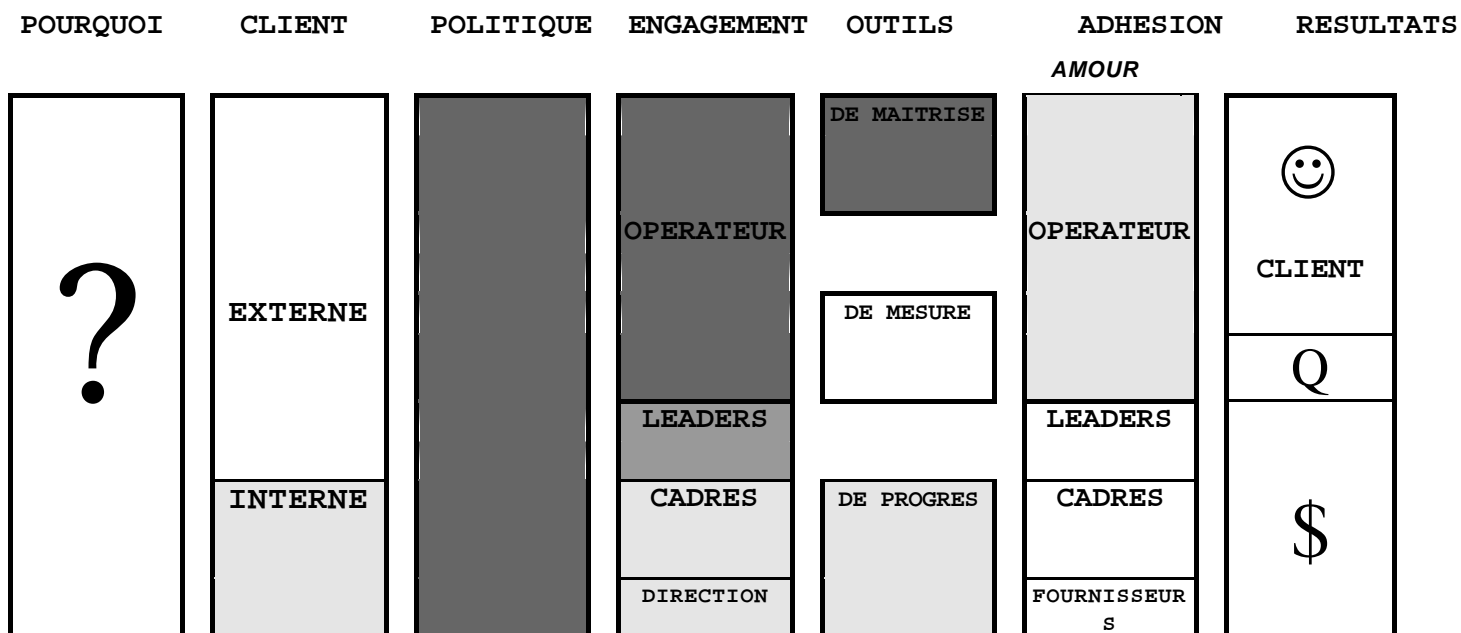 POURQUOI CLIENT POLITIQUE ENGAGEMENT OUTILS ADHESION RESULTATS
AMOUR
?
EXTERNE
INTERNE
OPERATEUR
LEADERS
CADRES
DIRECTION
DE MAITRISE
DE MESURE
DE PROGRES
OPERATEUR
LEADERS
CADRES
FOURNISSEUR
S
☺
CLIENT
Q
$